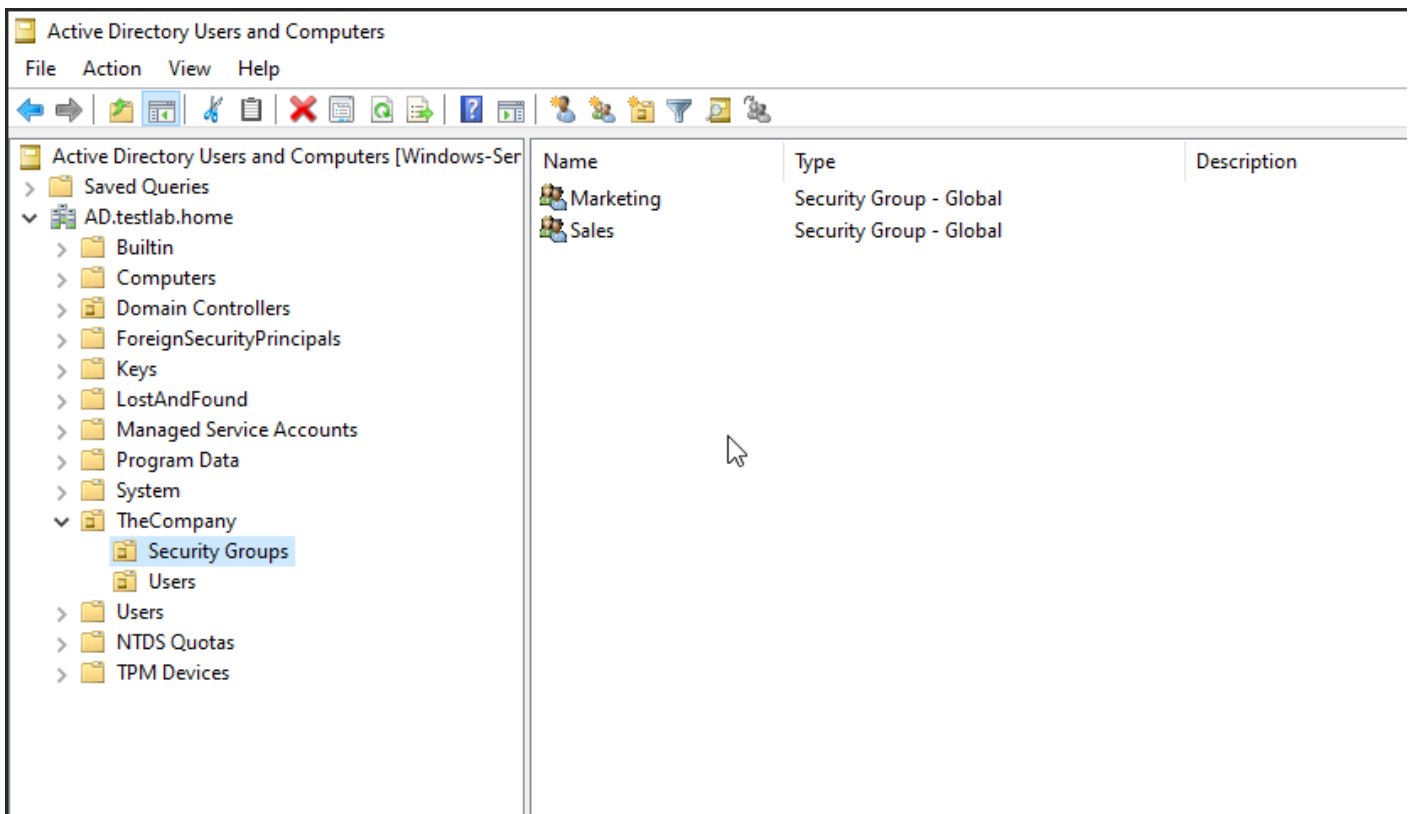 Active Directory Users and Computers
File Action View Help
Active Directory Users and Computers [Windows-Ser
Saved Queries
AD.testlab.home
Builtin
Computers
Domain Controllers
ForeignSecurityPrincipals
Keys
LostAndFound
Managed Service Accounts
Program Data
System
TheCompany
Security Groups
Users
Users
NTDS Quotas
TPM Devices
Name Type Description
Marketing Security Group - Global
Sales Security Group - Global